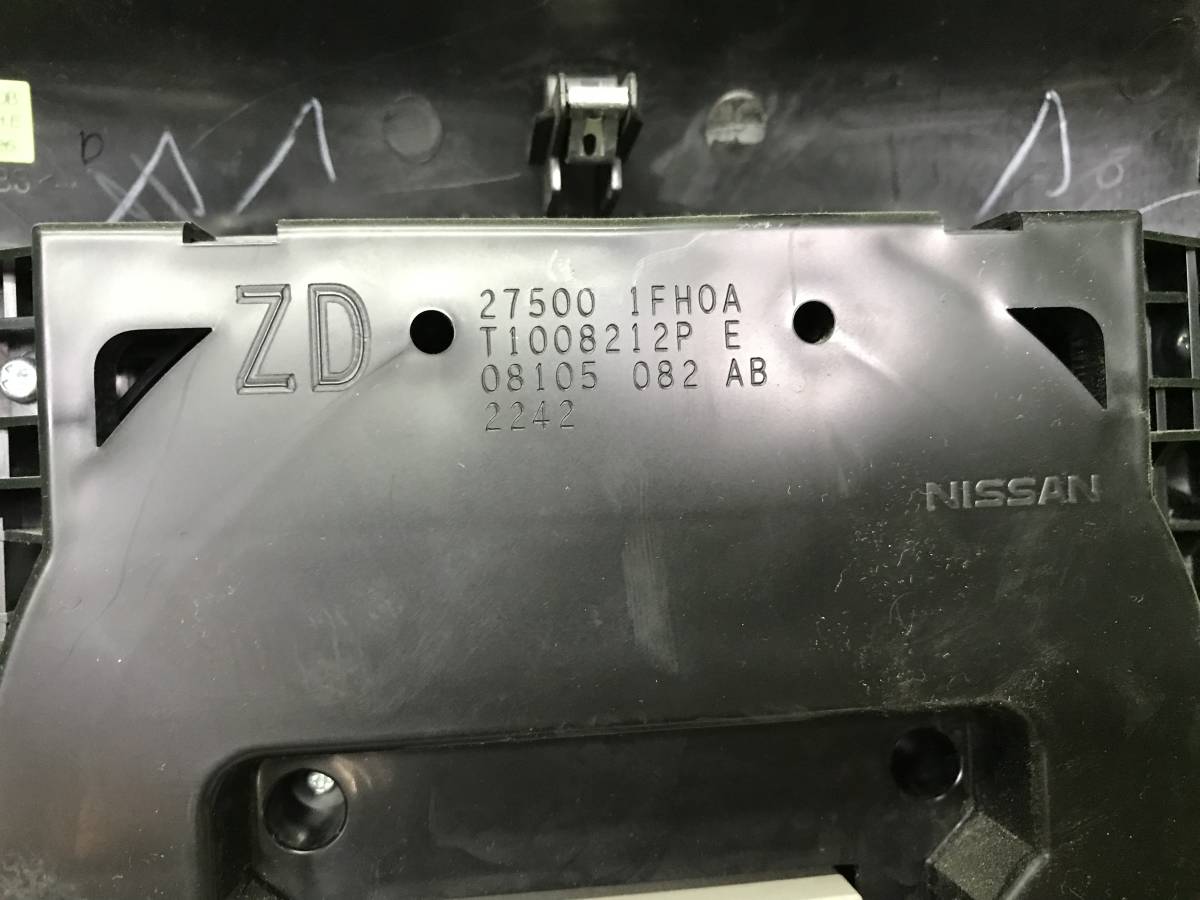 D
ZD
27500 1FH0A
T1008212P E
08105 082 AB
2242
NISSAN